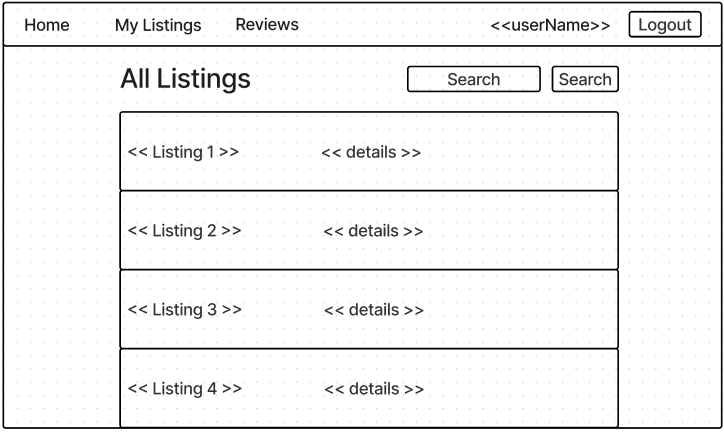 Home My Listings Reviews <<userName>> Logout
All Listings Search Search
<< Listing 1 >> << details >>
<< Listing 2 >> << details >>
<< Listing 3 >> << details >>
<< Listing 4 >> << details >>